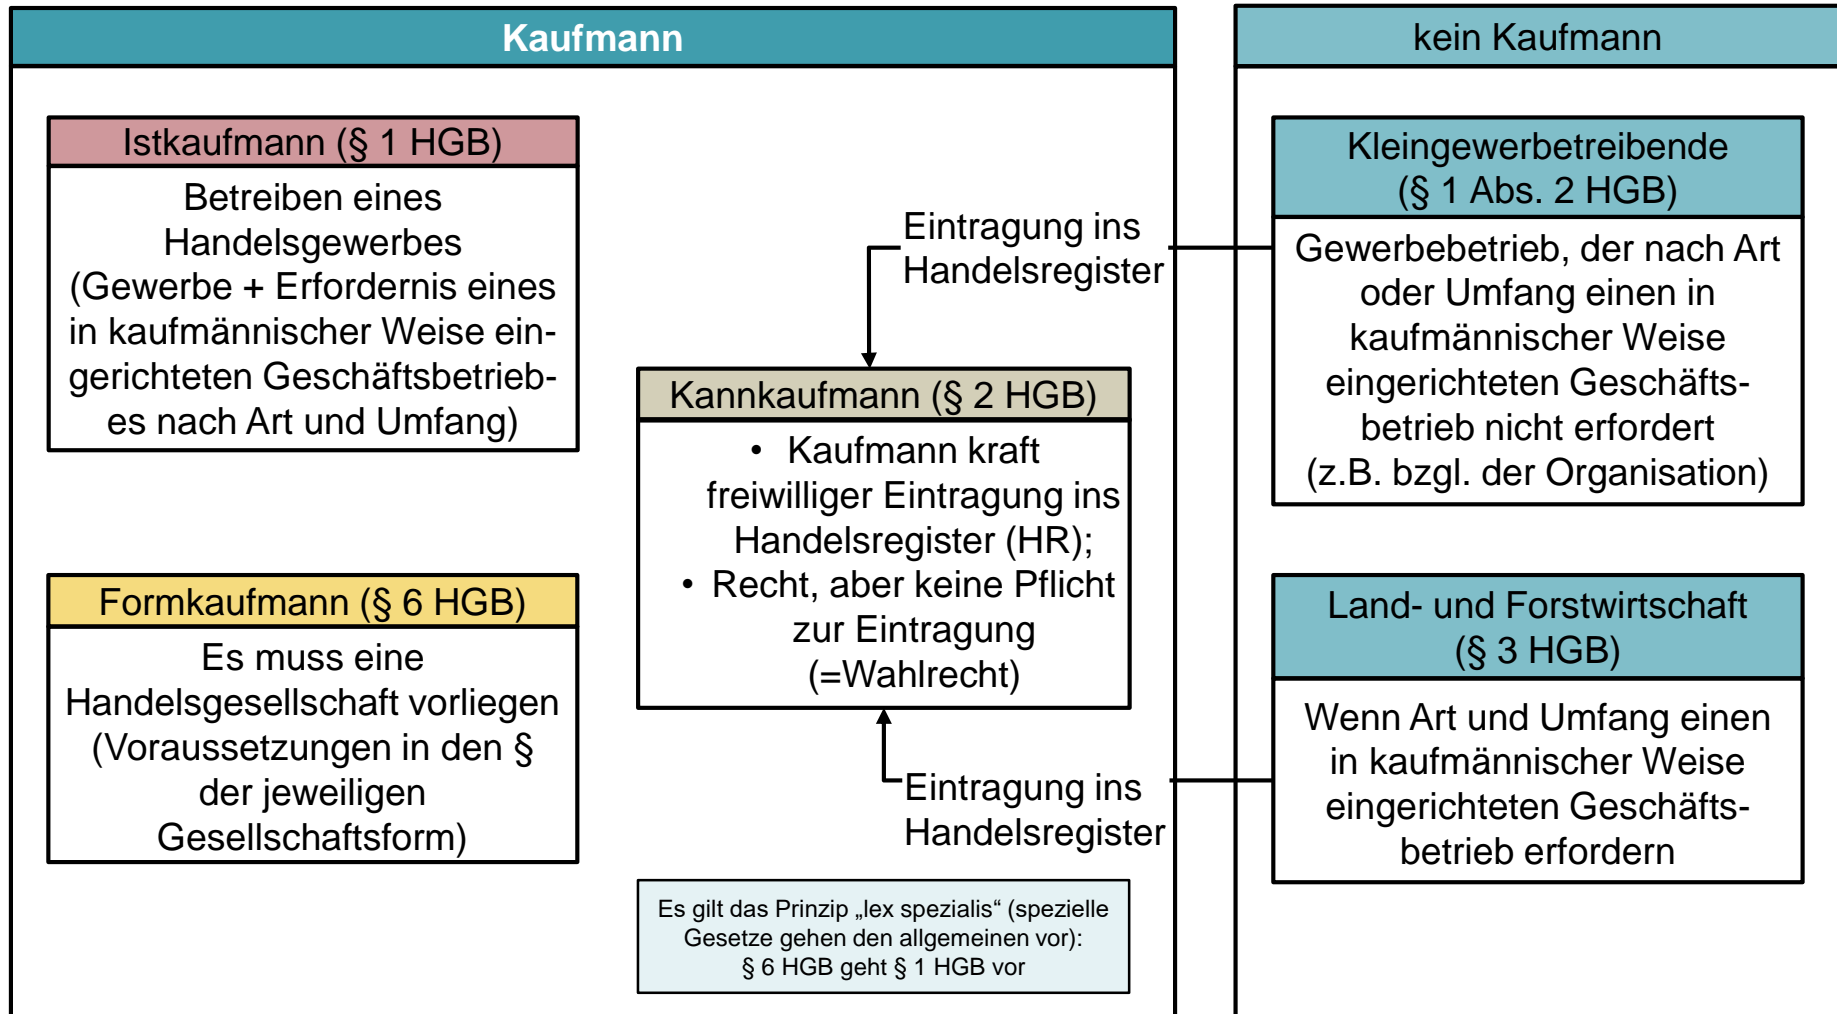 Kaufmann
Istkaufmann (§ 1 HGB)
Betreiben eines
Handelsgewerbes
(Gewerbe + Erfordernis eines
in kaufmännischer Weise ein-
gerichteten Geschäftsbetrieb-
es nach Art und Umfang)
Formkaufmann (§ 6 HGB)
Es muss eine
Handelsgesellschaft vorliegen
(Voraussetzungen in den §
der jeweiligen
Gesellschaftsform)
Eintragung ins
Handelsregister
Kannkaufmann (§ 2 HGB)
• Kaufmann kraft
freiwilliger Eintragung ins
Handelsregister (HR);
• Recht, aber keine Pflicht
zur Eintragung
(=Wahlrecht)
Eintragung ins
Handelsregister
Es gilt das Prinzip „lex spezialis“ (spezielle
Gesetze gehen den allgemeinen vor):
§ 6 HGB geht § 1 HGB vor
kein Kaufmann
Kleingewerbetreibende
(§ 1 Abs. 2 HGB)
Gewerbebetrieb, der nach Art
oder Umfang einen in
kaufmännischer Weise
eingerichteten Geschäfts-
betrieb nicht erfordert
(z.B. bzgl. der Organisation)
Land- und Forstwirtschaft
(§ 3 HGB)
Wenn Art und Umfang einen
in kaufmännischer Weise
eingerichteten Geschäfts-
betrieb erfordern